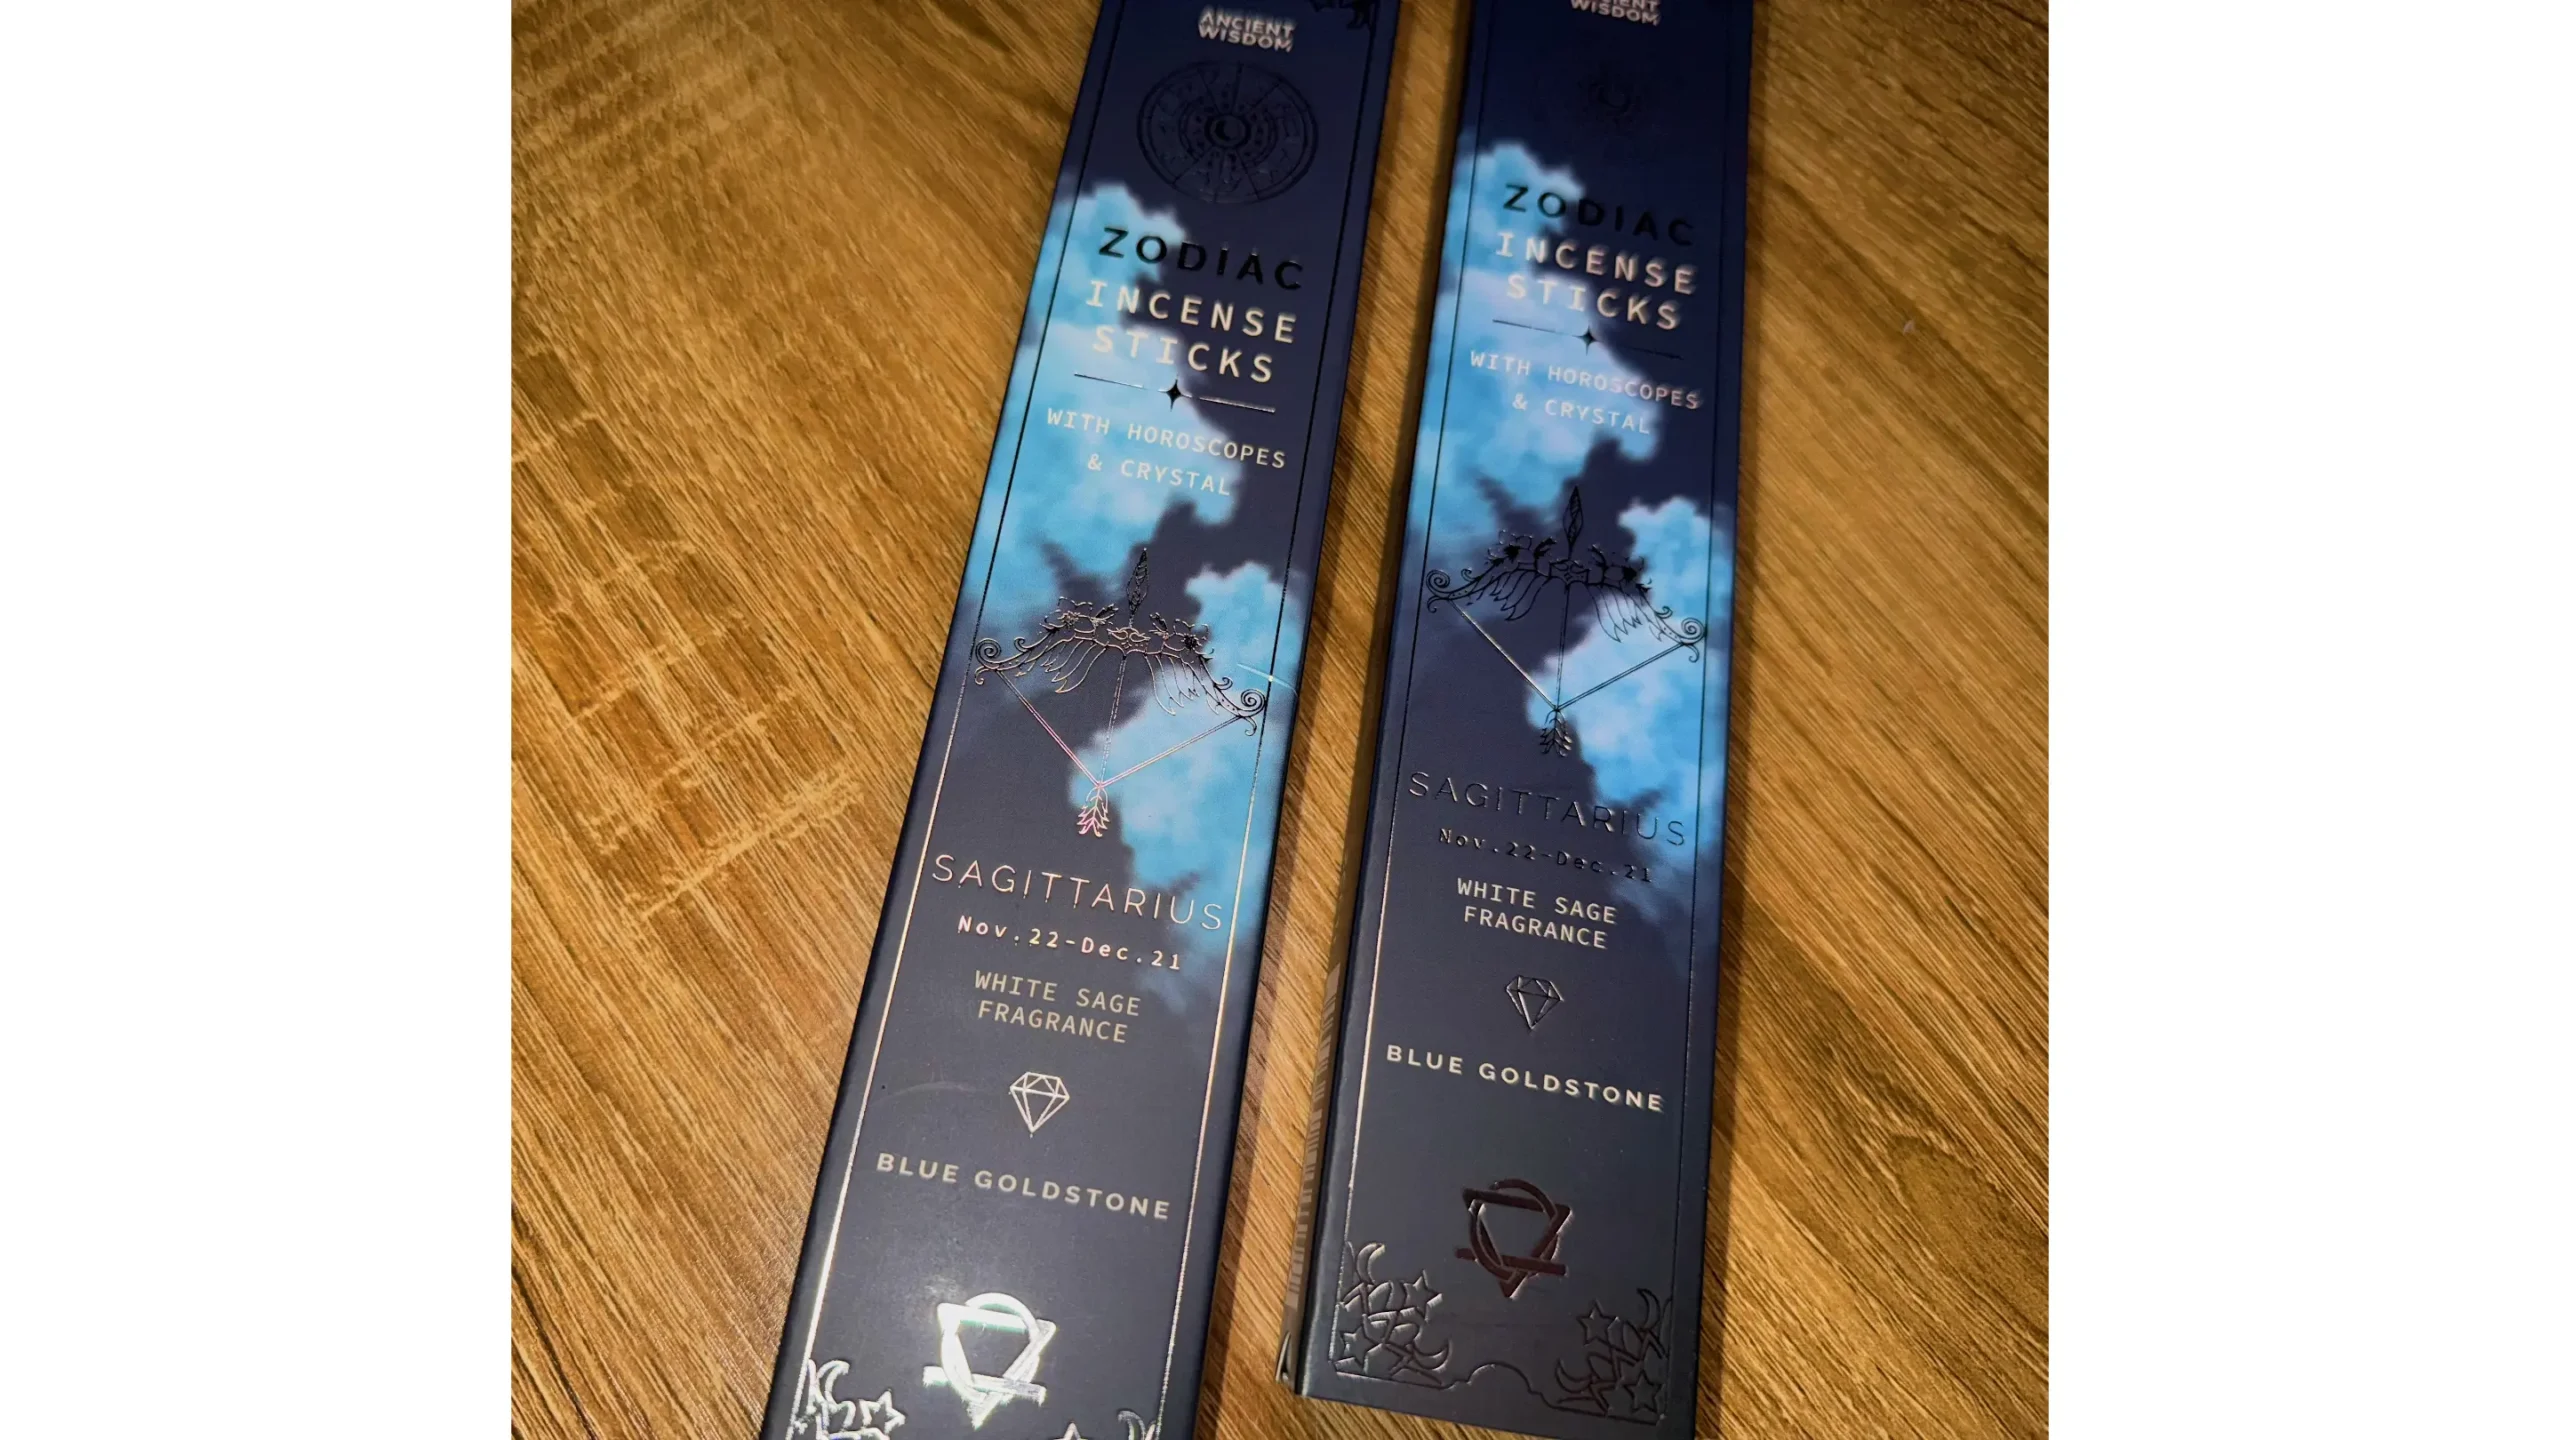 ANCIENT
WISDOM
ZODIAC
INCENSE
STICKS
WITH HOROSCOPES
& CRYSTAL
SAGITTARIUS
Nov.22-Dec.21
WHITE SAGE
FRAGRANCE
BLUE GOLDSTONE
WISDOM
ZODIAC
INCENSE
STICKS
WITH HOROSCOPES
& CRYSTAL
SAGITTARIUS
Nov.22-Dec.21
WHITE SAGE
FRAGRANCE
BLUE GOLDSTONE